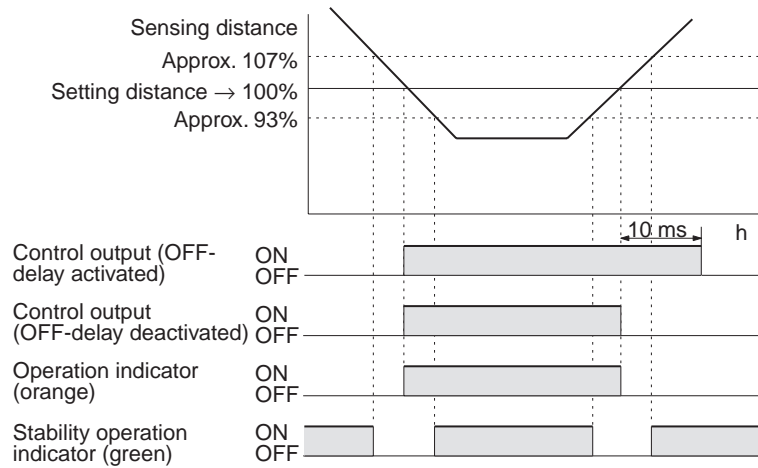 Sensing distance
Approx. 107%
Setting distance → 100%
Approx. 93%
10 ms
h
Control output (OFF-
delay activated)
ON
OFF
Control output
(OFF-delay deactivated)
ON
OFF
Operation indicator
(orange)
ON
OFF
Stability operation
indicator (green)
ON
OFF